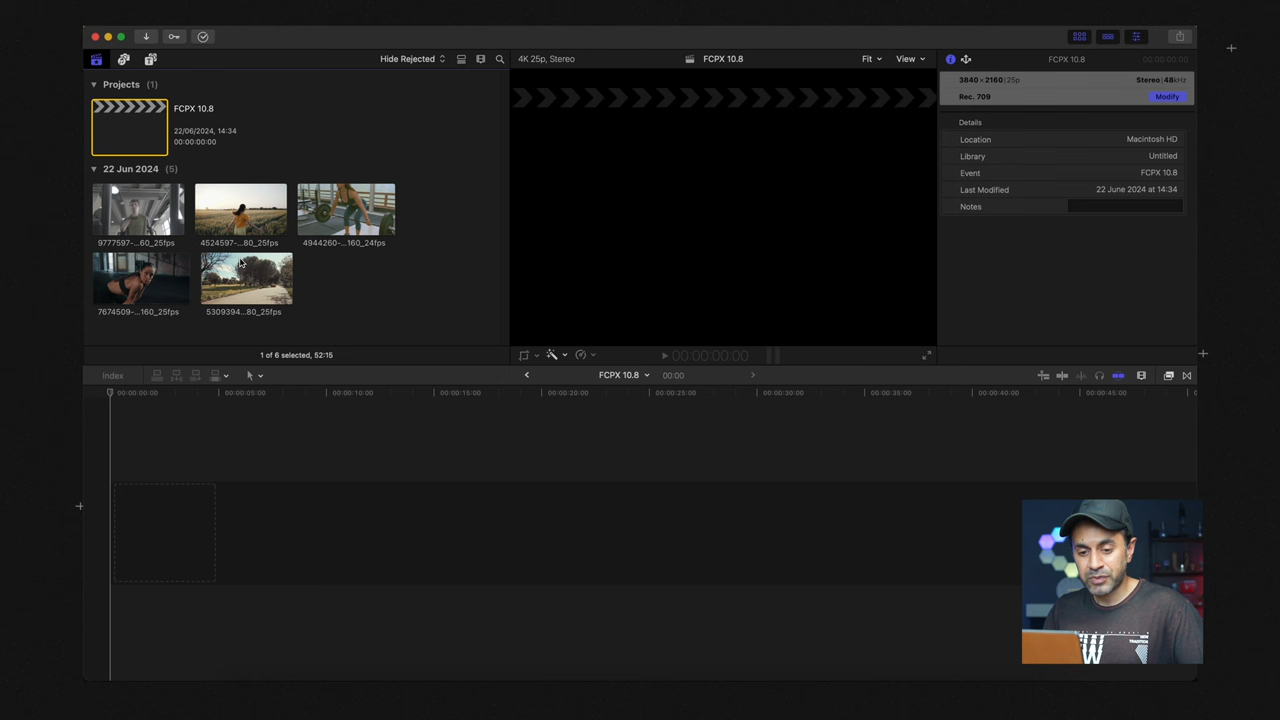 Hide Rejected
4K 25p, Stereo
FCPX 10.8
Fit
View
FCPX 10.8
00:00:00:00
Projects (1)
FCPX 10.8
22/06/2024, 14:34
00:00:00:00
3840 × 2160 | 25p
Stereo | 48kHz
Rec. 709
Modify
Details
Location
Macintosh HD
Library
Untitled
Event
FCPX 10.8
Last Modified
22 June 2024 at 14:34
Notes
22 Jun 2024 (5)
9777597-...60_25fps
4524597-...80_25fps
4944260-...160_24fps
7674509-...160_25fps
5309394...80_25fps
1 of 6 selected, 52:15
00:00:00:00
Index
FCPX 10.8
00:00
00:00:00:00
00:00:05:00
00:00:10:00
00:00:15:00
00:00:20:00
00:00:25:00
00:00:30:00
00:00:35:00
00:00:40:00
00:00:45:00